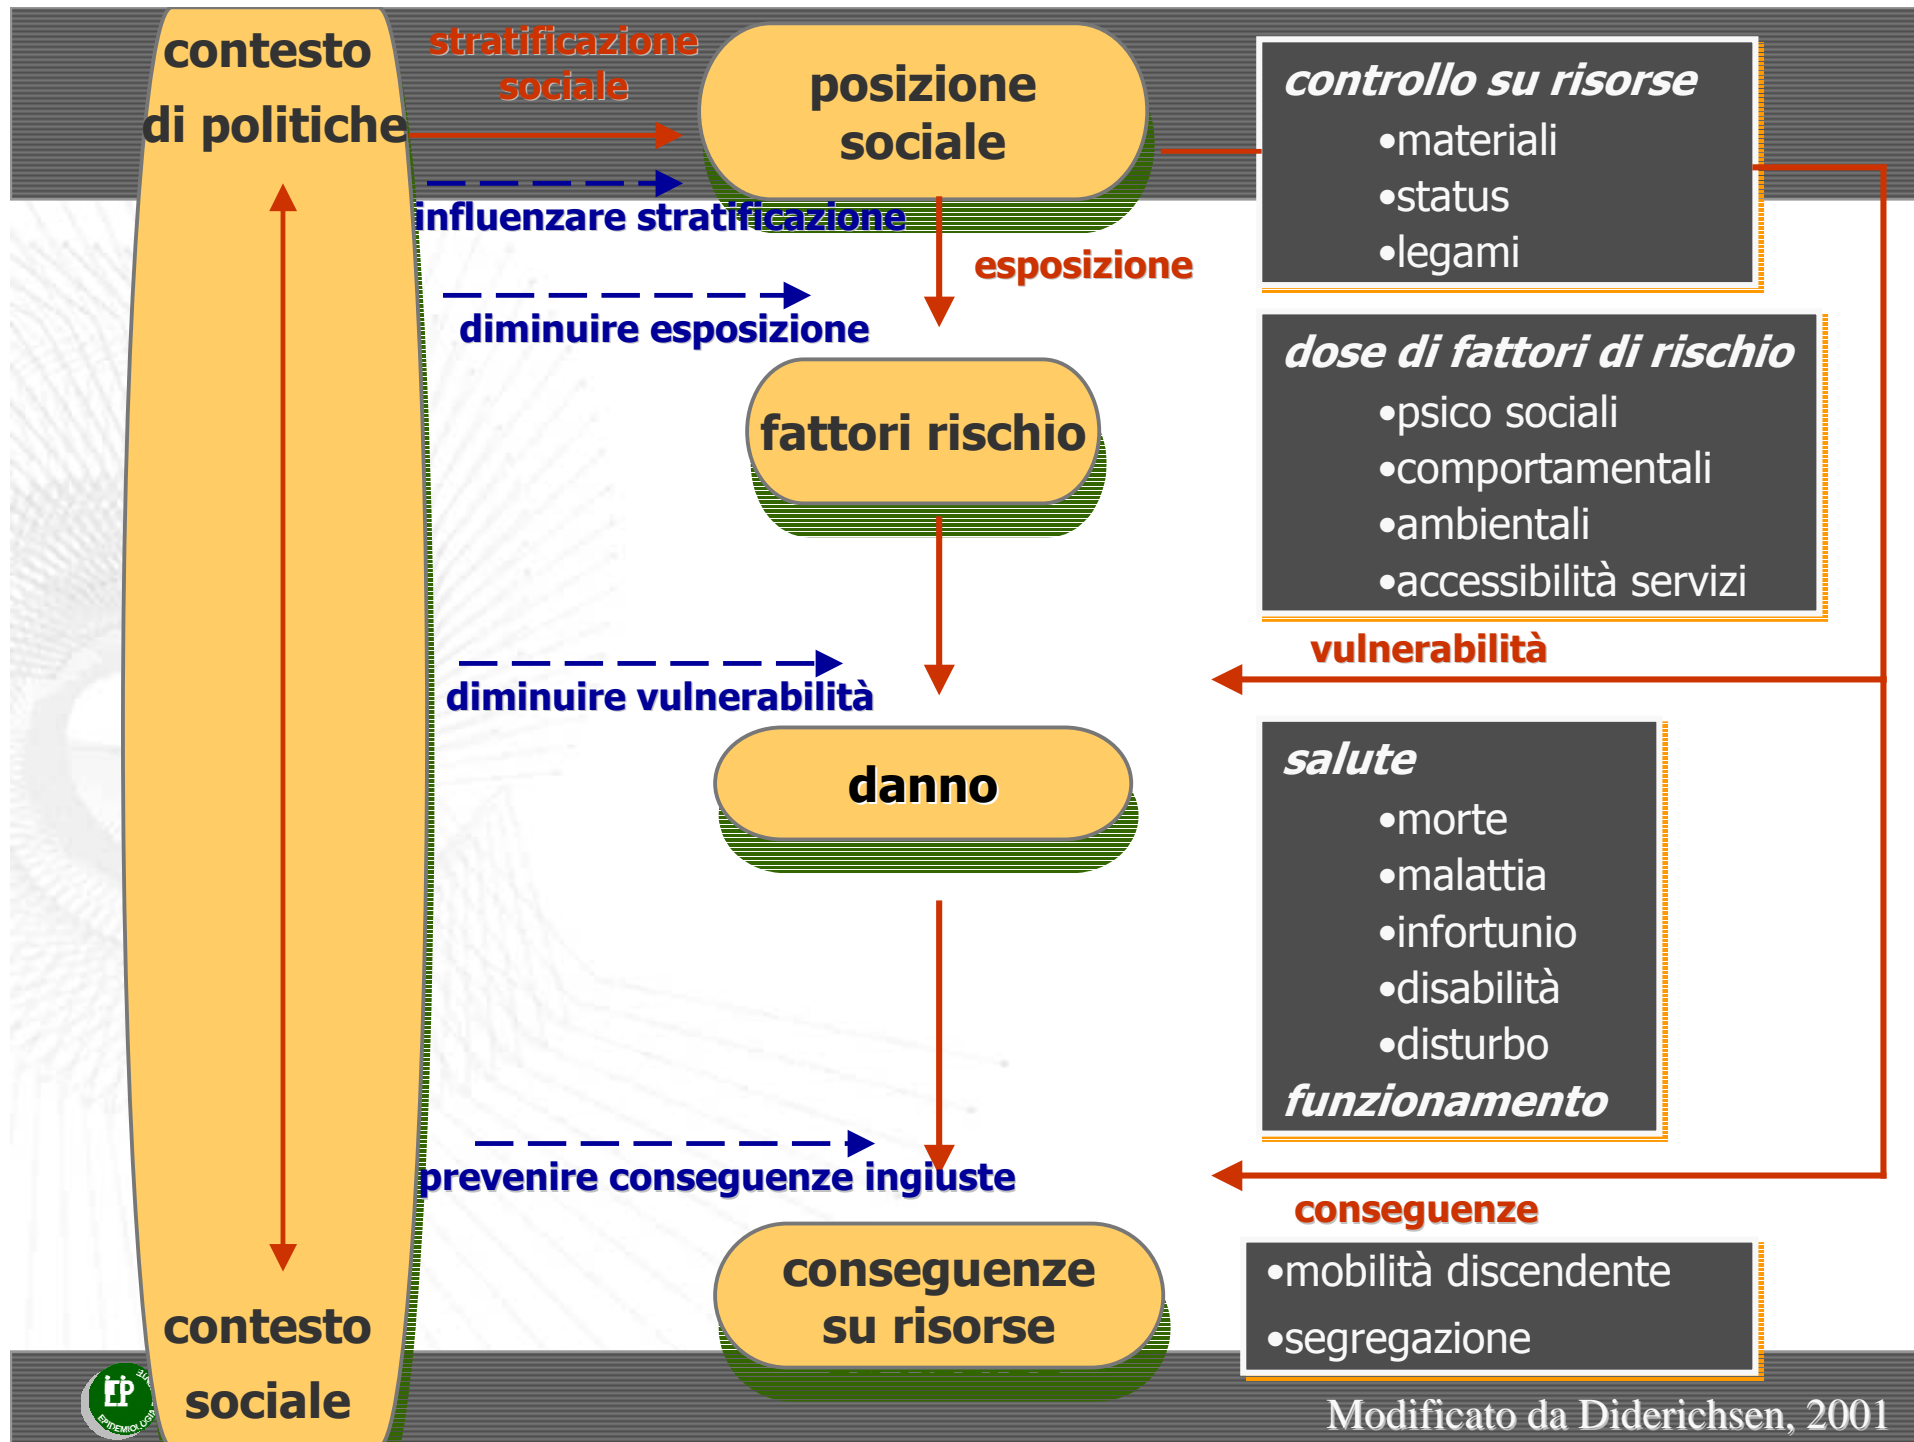 contesto
di politiche
stratificazione
sociale
posizione
sociale
controllo su risorse
•materiali
•status
•legami
influenzare stratificazione
esposizione
diminuire esposizione
dose di fattori di rischio
•psico sociali
•comportamentali
•ambientali
•accessibilità servizi
fattori rischio
vulnerabilità
diminuire vulnerabilità
danno
salute
•morte
•malattia
•infortunio
•disabilità
•disturbo
funzionamento
prevenire conseguenze ingiuste
conseguenze
conseguenze
su risorse
•mobilità discendente
•segregazione
contesto
sociale
Modificato da Diderichsen, 2001